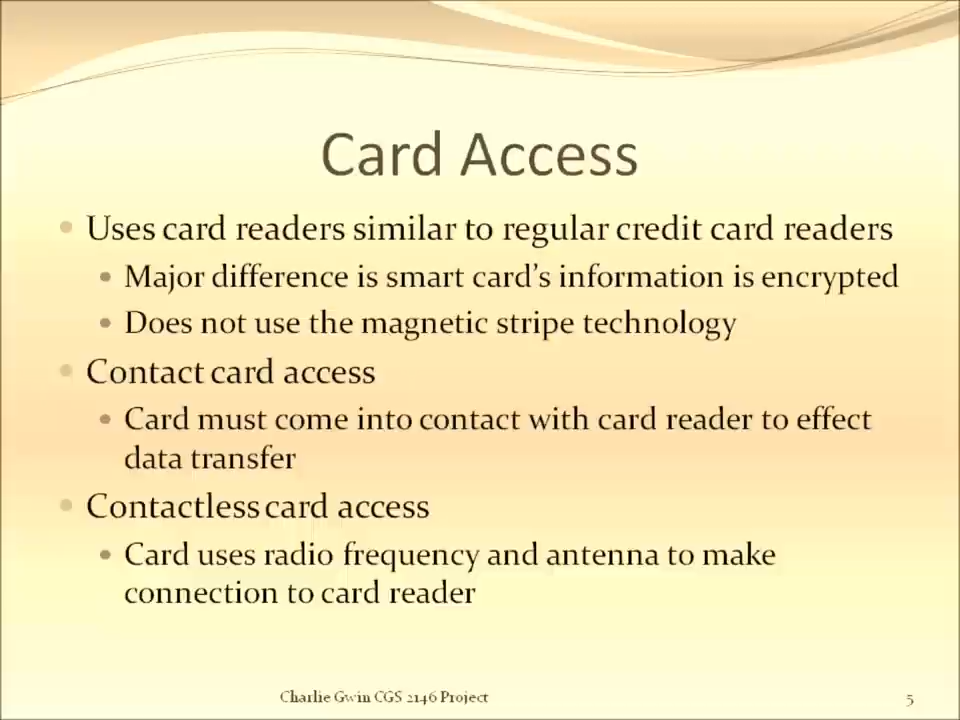 Card Access
Uses card readers similar to regular credit card readers
Major difference is smart card's information is encrypted
Does not use the magnetic stripe technology
Contact card access
Card must come into contact with card reader to effect
data transfer
Contactless card access
Card uses radio frequency and antenna to make
connection to card reader
Charlie Gwin CGS 2146 Project
5